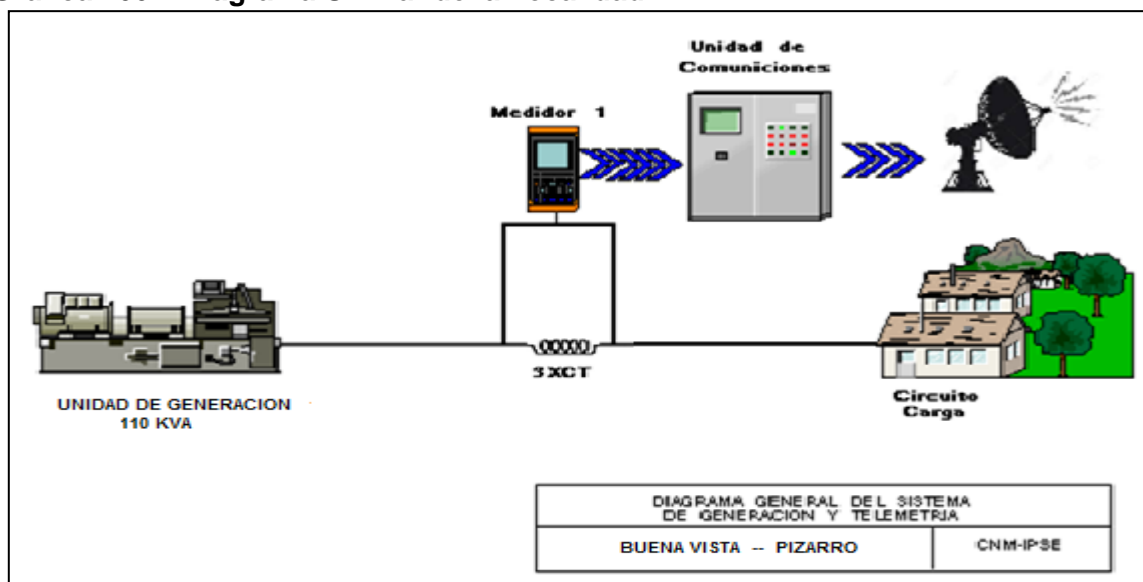 Unidad de
Comuniciones
Medidor 1
3XCT
UNIDAD DE GENERACION
110 KVA
Circuito
Carga
DIAGRAMA GENERAL DEL SISTEMA
DE GENERACION Y TELEMETRIA
BUENA VISTA -- PIZARRO
CNM-IPSE